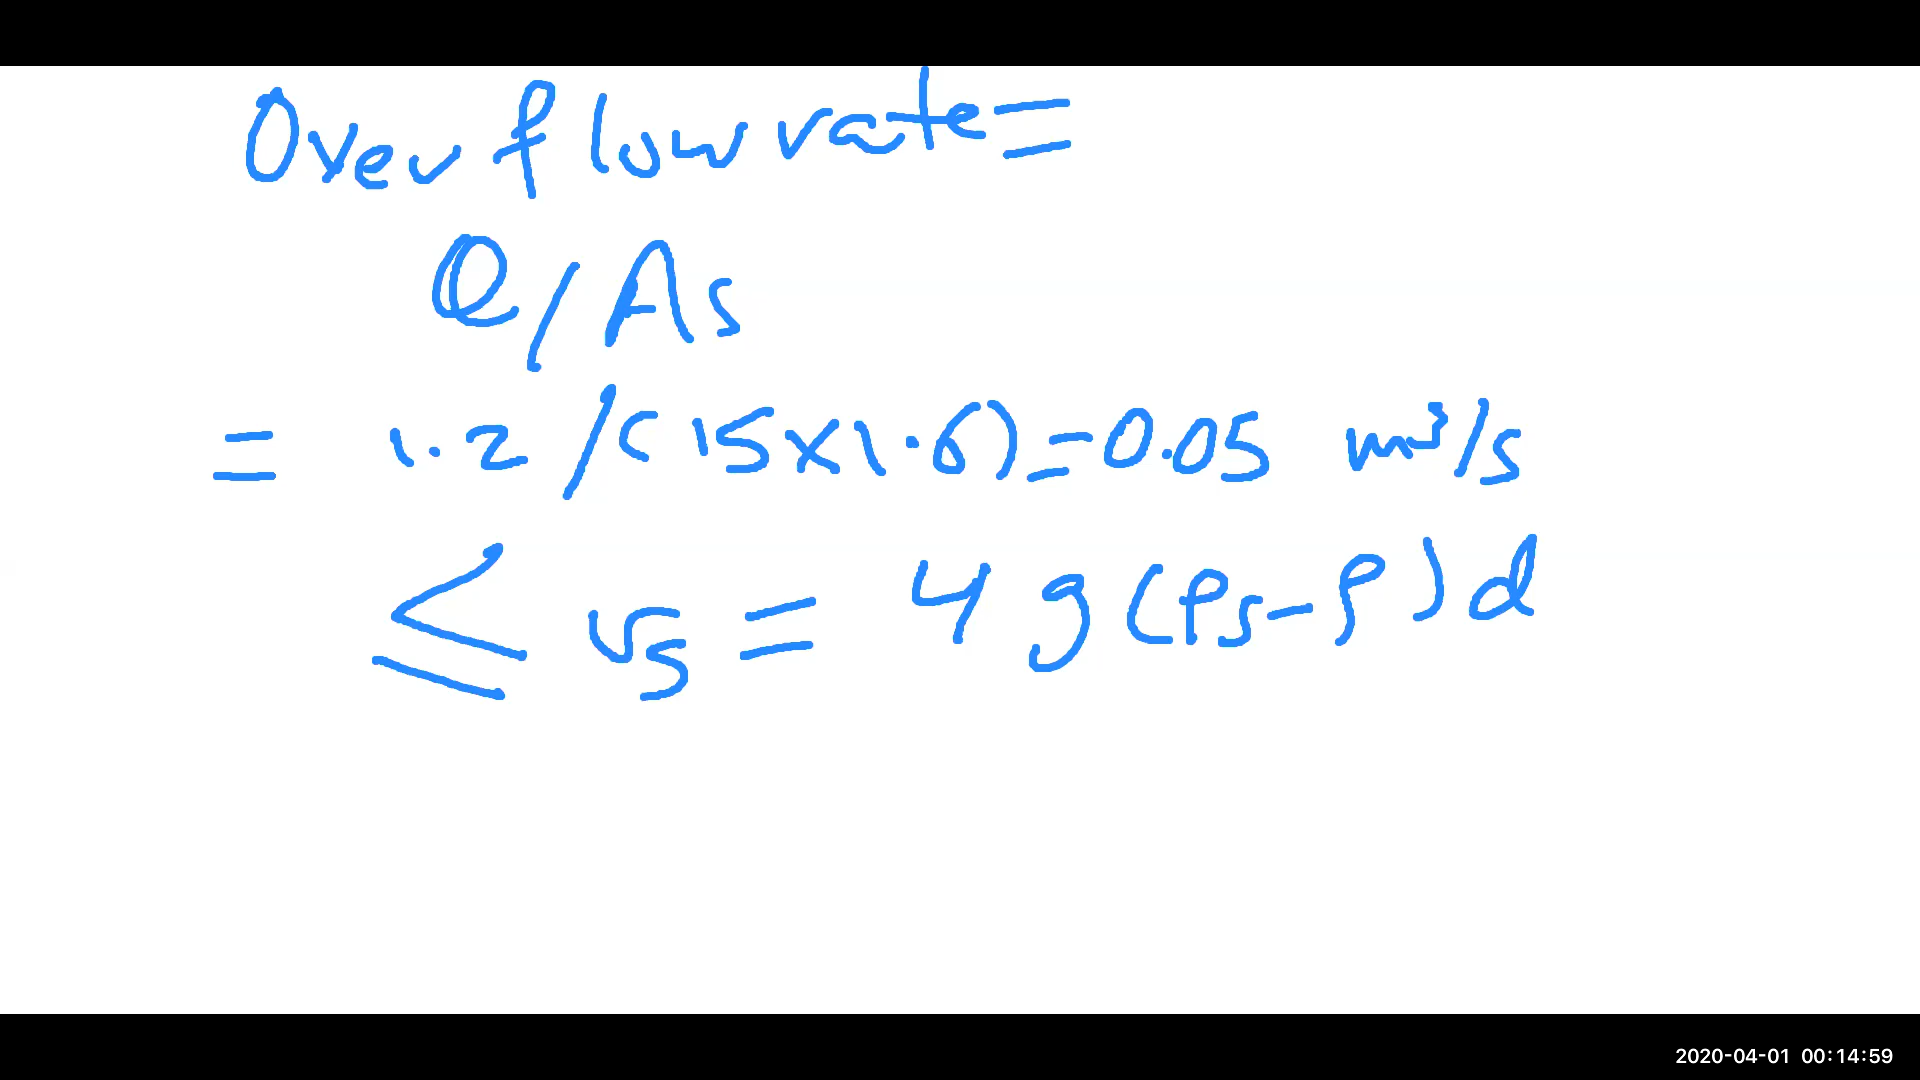 Overflow rate =
Q/As
= 1.2/(15×1.6)=0.05 m³/s
≤ vs = 4g(ρs-ρ)d
2020-04-01 00:14:59